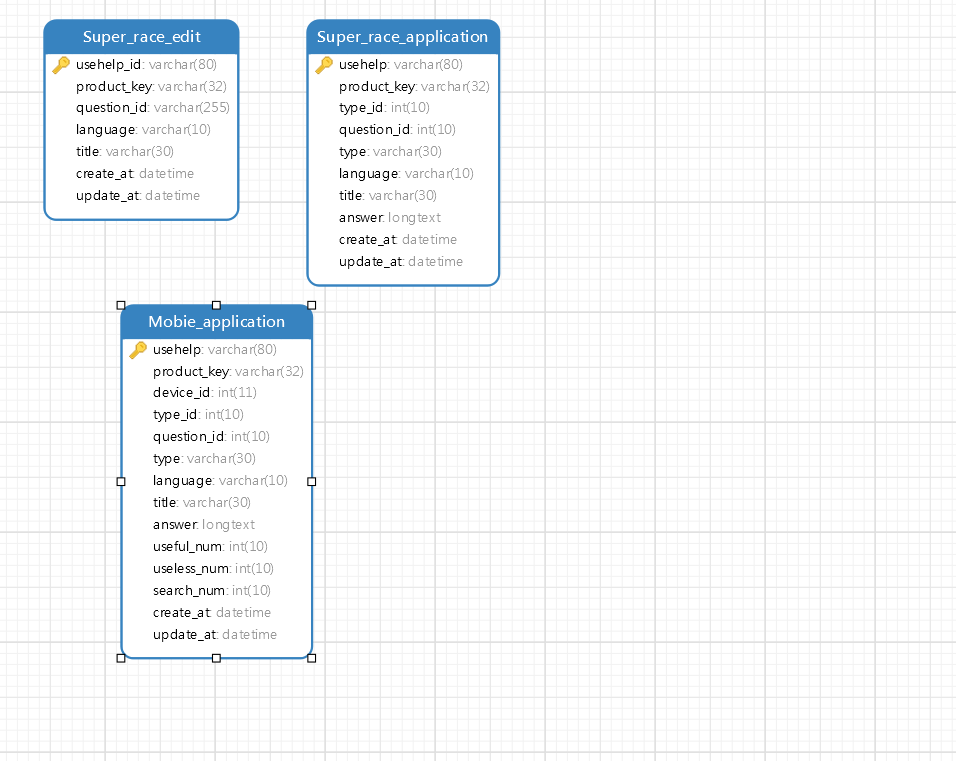 Super_race_edit
usehelp_id: varchar(80)
product_key: varchar(32)
question_id: varchar(255)
language: varchar(10)
title: varchar(30)
create_at: datetime
update_at: datetime
Super_race_application
usehelp: varchar(80)
product_key: varchar(32)
type_id: int(10)
question_id: int(10)
type: varchar(30)
language: varchar(10)
title: varchar(30)
answer: longtext
create_at: datetime
update_at: datetime
Mobie_application
usehelp: varchar(80)
product_key: varchar(32)
device_id: int(11)
type_id: int(10)
question_id: int(10)
type: varchar(30)
language: varchar(10)
title: varchar(30)
answer: longtext
useful_num: int(10)
useless_num: int(10)
search_num: int(10)
create_at: datetime
update_at: datetime